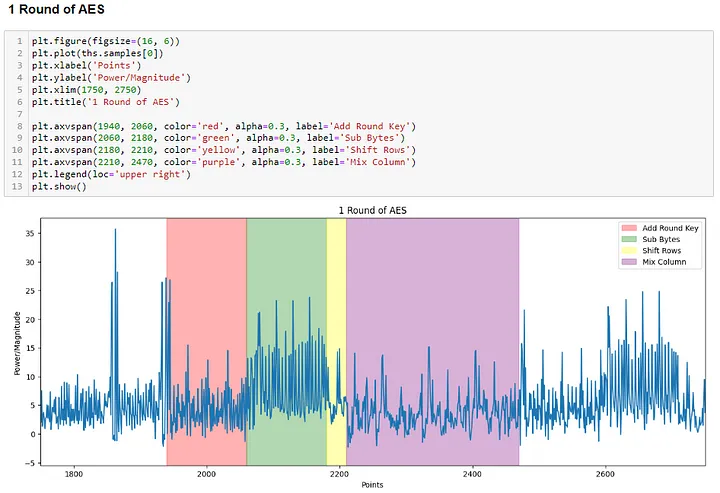 1 Round of AES
1 plt.figure(figsize=(16, 6))
2 plt.plot(ths.samples[0])
3 plt.xlabel('Points')
4 plt.ylabel('Power/Magnitude')
5 plt.xlim(1750, 2750)
6 plt.title('1 Round of AES')
7
8 plt.axvspan(1940, 2060, color='red', alpha=0.3, label='Add Round Key')
9 plt.axvspan(2060, 2180, color='green', alpha=0.3, label='Sub Bytes')
10 plt.axvspan(2180, 2210, color='yellow', alpha=0.3, label='Shift Rows')
11 plt.axvspan(2210, 2470, color='purple', alpha=0.3, label='Mix Column')
12 plt.legend(loc='upper right')
13 plt.show()
1 Round of AES
Add Round Key
Sub Bytes
Shift Rows
Mix Column
Power/Magnitude
35
30
25
20
15
10
5
0
−5
1800 2000 2200 2400 2600
Points